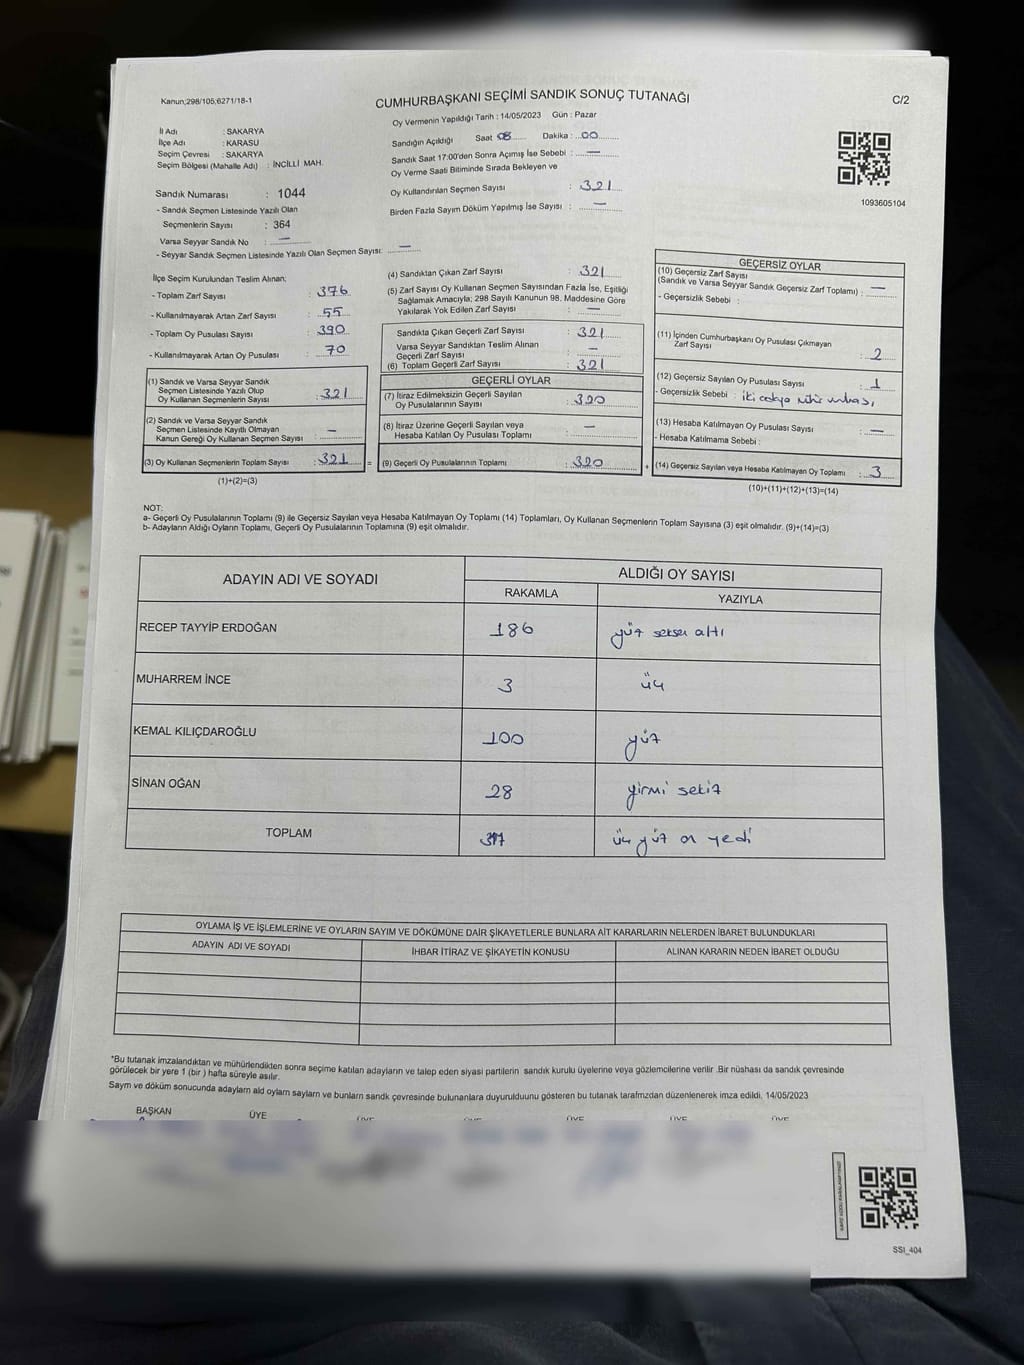 Kanun;298/105,6271/18-1
CUMHURBAŞKANI SEÇİMİ SANDIK SONUÇ TUTANAĞI
C/2
Oy Vermenin Yapıldığı Tarih : 14/05/2023 Gün : Pazar
İl Adı : SAKARYA
İlçe Adı : KARASU
Seçim Çevresi : SAKARYA
Seçim Bölgesi (Mahalle Adı) : İNCİLLİ MAH.
Sandık Numarası : 1044
- Sandık Seçmen Listesinde Yazılı Olan
Seçmenlerin Sayısı : 364
Varsa Seyyar Sandık No : —
- Seyyar Sandık Seçmen Listesinde Yazılı Olan Seçmen Sayısı: —
Sandığın Açıldığı Saat 08 Dakika : 00
Sandık Saat 17:00'den Sonra Açımış İse Sebebi : —
Oy Verme Saati Bitiminde Sırada Bekleyen ve
Oy Kullandırılan Seçmen Sayısı : 321
Birden Fazla Sayım Döküm Yapılmış İse Sayısı : —
1093605104
İlçe Seçim Kurulundan Teslim Alınan;
- Toplam Zarf Sayısı : 376
- Kullanılmayarak Artan Zarf Sayısı : 55
- Toplam Oy Pusulası Sayısı : 390
- Kullanılmayarak Artan Oy Pusulası : 70
(4) Sandıktan Çıkan Zarf Sayısı : 321
(5) Zarf Sayısı Oy Kullanan Seçmen Sayısından Fazla İse, Eşitliği
Sağlamak Amacıyla; 298 Sayılı Kanunun 98. Maddesine Göre
Yakılarak Yok Edilen Zarf Sayısı : —
Sandıkta Çıkan Geçerli Zarf Sayısı : 321
Varsa Seyyar Sandıktan Teslim Alınan
Geçerli Zarf Sayısı : —
(6) Toplam Geçerli Zarf Sayısı : 321
GEÇERSİZ OYLAR
(10) Geçersiz Zarf Sayısı
(Sandık ve Varsa Seyyar Sandık Geçersiz Zarf Toplamı) : —
- Geçersizlik Sebebi :
(11) İçinden Cumhurbaşkanı Oy Pusulası Çıkmayan
Zarf Sayısı : 2
(12) Geçersiz Sayılan Oy Pusulası Sayısı : 1
- Geçersizlik Sebebi : iki
(13) Hesaba Katılmayan Oy Pusulası Sayısı : —
- Hesaba Katılmama Sebebi :
(14) Geçersiz Sayılan veya Hesaba Katılmayan Oy Toplamı : 3
(10)+(11)+(12)+(13)=(14)
(1) Sandık ve Varsa Seyyar Sandık
Seçmen Listesinde Yazılı Olup
Oy Kullanan Seçmenlerin Sayısı : 321
(2) Sandık ve Varsa Seyyar Sandık
Seçmen Listesinde Kayıtlı Olmayan
Kanun Gereği Oy Kullanan Seçmen Sayısı : —
(3) Oy Kullanan Seçmenlerin Toplam Sayısı : 321 =
(1)+(2)=(3)
GEÇERLİ OYLAR
(7) İtiraz Edilmeksizin Geçerli Sayılan
Oy Pusulalarının Sayısı : 320
(8) İtiraz Üzerine Geçerli Sayılan veya
Hesaba Katılan Oy Pusulası Toplamı : —
(9) Geçerli Oy Pusulalarının Toplamı : 320 +
NOT:
a- Geçerli Oy Pusulalarının Toplamı (9) ile Geçersiz Sayılan veya Hesaba Katılmayan Oy Toplamı (14) Toplamları, Oy Kullanan Seçmenlerin Toplam Sayısına (3) eşit olmalıdır. (9)+(14)=(3)
b- Adayların Aldığı Oyların Toplamı, Geçerli Oy Pusulalarının Toplamına (9) eşit olmalıdır.
ADAYIN ADI VE SOYADI
ALDIĞI OY SAYISI
RAKAMLA YAZIYLA
RECEP TAYYİP ERDOĞAN 186 yüz seksen altı
MUHARREM İNCE 3 üç
KEMAL KILIÇDAROĞLU 100 yüz
SİNAN OĞAN 28 yirmi sekiz
TOPLAM 317 üç yüz on yedi
OYLAMA İŞ VE İŞLEMLERİNE VE OYLARIN SAYIM VE DÖKÜMÜNE DAİR ŞİKAYETLERLE BUNLARA AİT KARARLARIN NELERDEN İBARET BULUNDUKLARI
ADAYIN ADI VE SOYADI İHBAR İTİRAZ VE ŞİKAYETİN KONUSU ALINAN KARARIN NEDEN İBARET OLDUĞU
*Bu tutanak imzalandıktan ve mühürlendikten sonra seçime katılan adayların ve talep eden siyasi partilerin sandık kurulu üyelerine veya gözlemcilerine verilir .Bir nüshası da sandık çevresinde
görülecek bir yere 1 (bir ) hafta süreyle asılır.
Saym ve döküm sonucunda adaylarn ald oylarn saylarn ve bunlarn sandk çevresinde bulunanlara duyurulduunu gösteren bu tutanak tarafmzdan düzenlenerek imza edildi. 14/05/2023
BAŞKAN ÜYE ÜYE ÜYE ÜYE ÜYE ÜYE
SSI_404